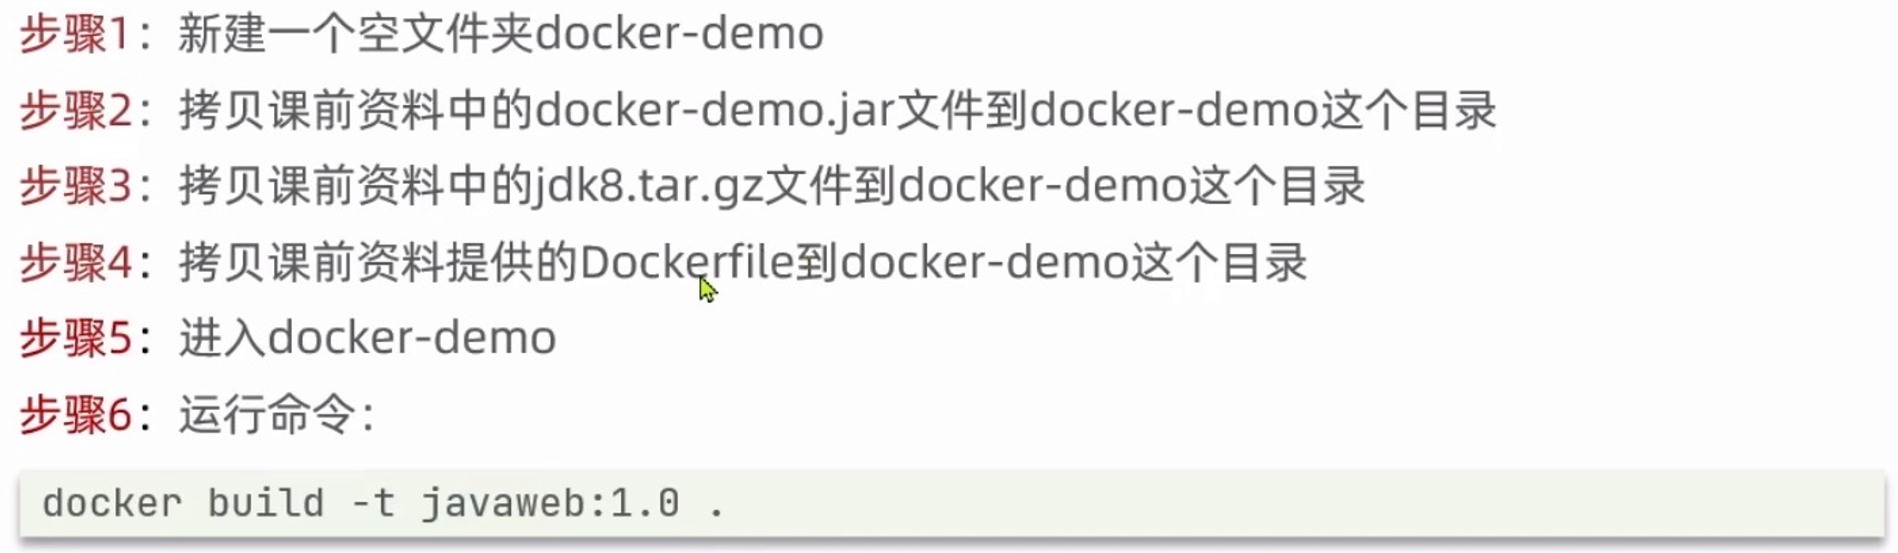 步骤1：新建一个空文件夹docker-demo
步骤2：拷贝课前资料中的docker-demo.jar文件到docker-demo这个目录
步骤3：拷贝课前资料中的jdk8.tar.gz文件到docker-demo这个目录
步骤4：拷贝课前资料提供的Dockerfile到docker-demo这个目录
步骤5：进入docker-demo
步骤6：运行命令：
docker build -t javaweb:1.0 .